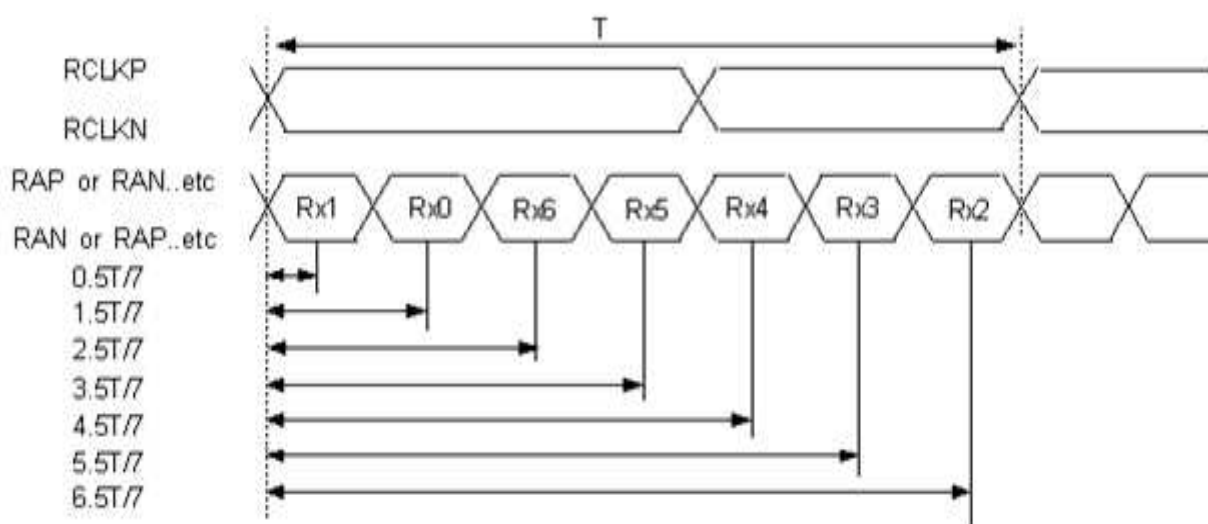 T
RCLKP
RCLKN
RAP or RAN..etc
Rx1 Rx0 Rx6 Rx5 Rx4 Rx3 Rx2
RAN or RAP..etc
0.5T/7
1.5T/7
2.5T/7
3.5T/7
4.5T/7
5.5T/7
6.5T/7